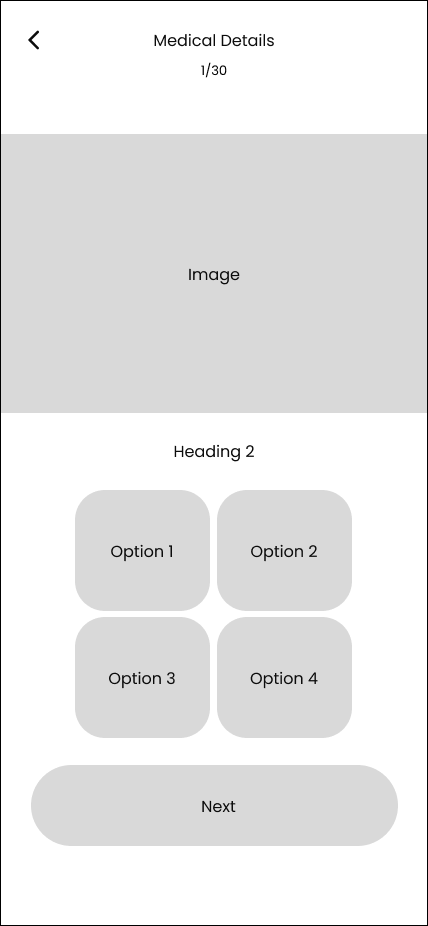 Medical Details
1/30
Image
Heading 2
Option 1
Option 2
Option 3
Option 4
Next